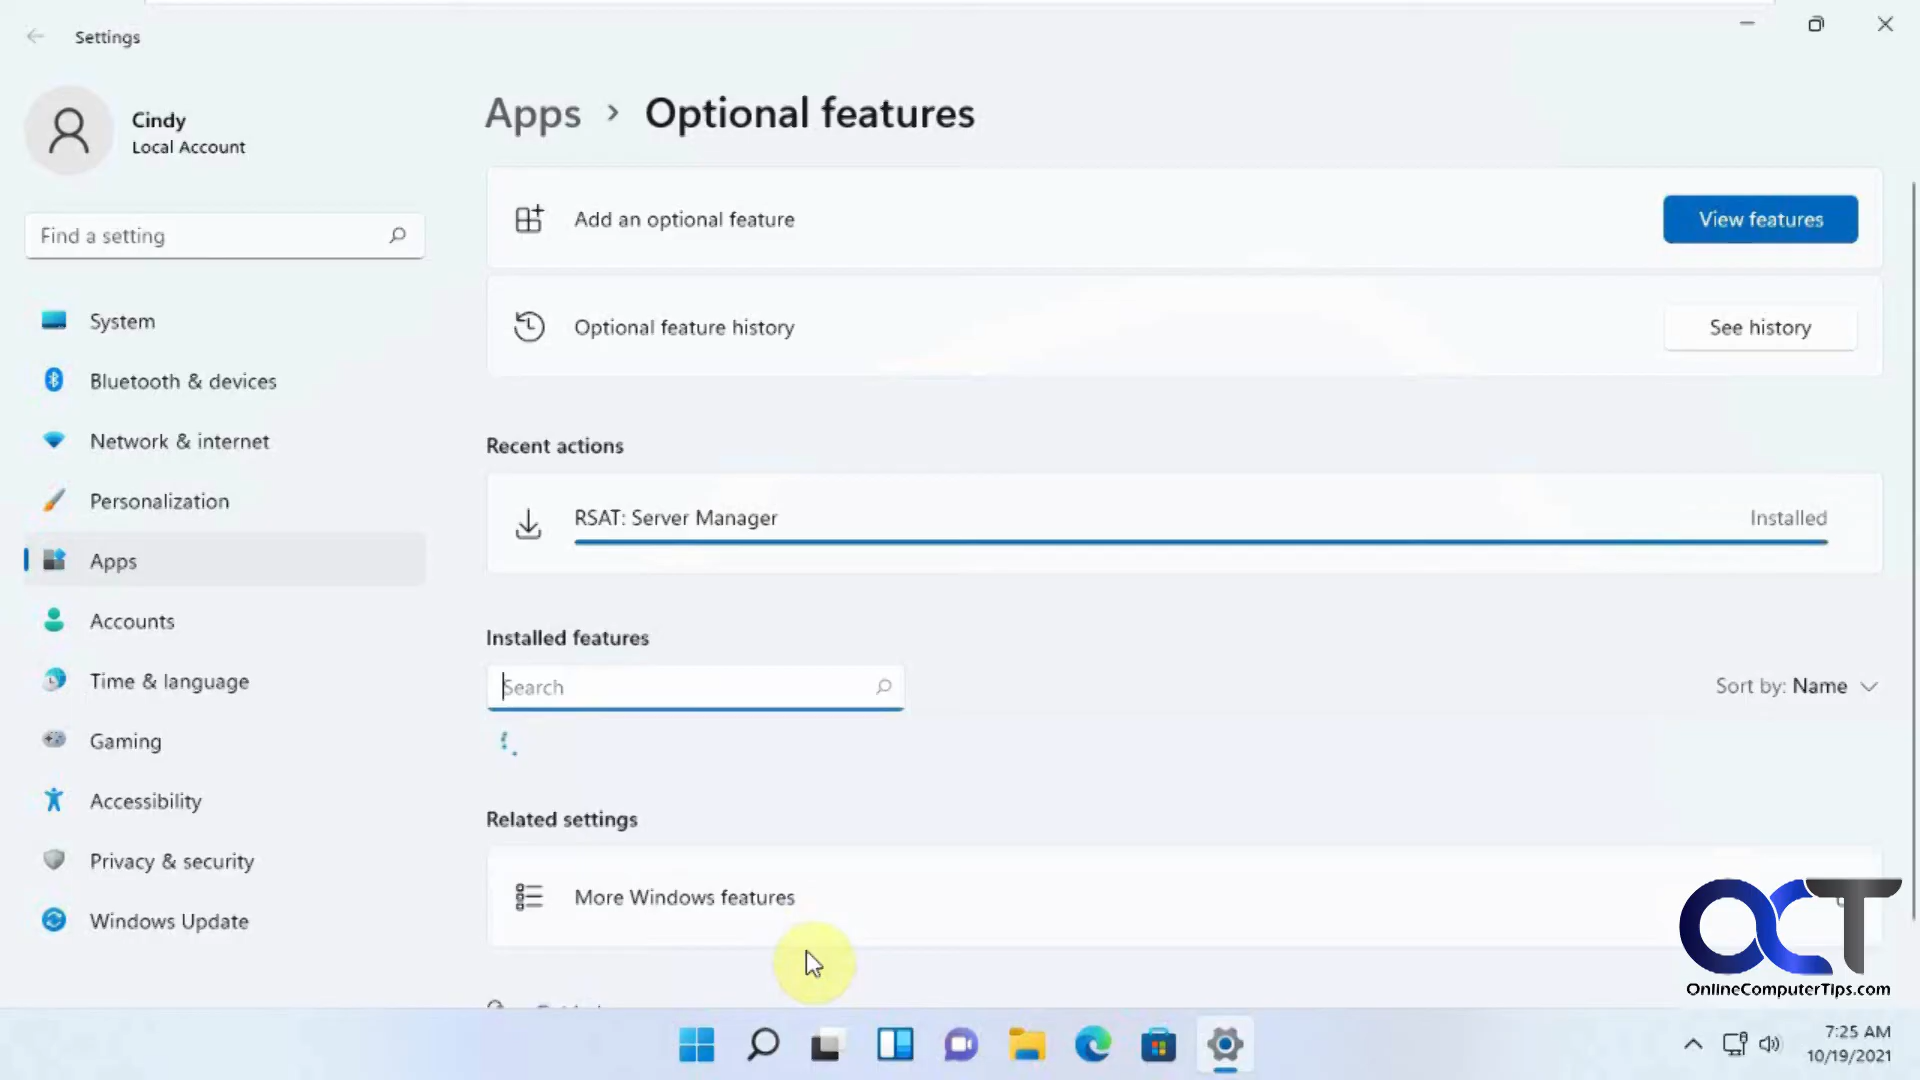 Settings
Cindy
Local Account
Find a setting
System
Bluetooth & devices
Network & internet
Personalization
Apps
Accounts
Time & language
Gaming
Accessibility
Privacy & security
Windows Update
Apps > Optional features
Add an optional feature
View features
Optional feature history
See history
Recent actions
RSAT: Server Manager
Installed
Installed features
Search
Sort by: Name
Related settings
More Windows features
OCT
OnlineComputerTips.com
7:25 AM
10/19/2021